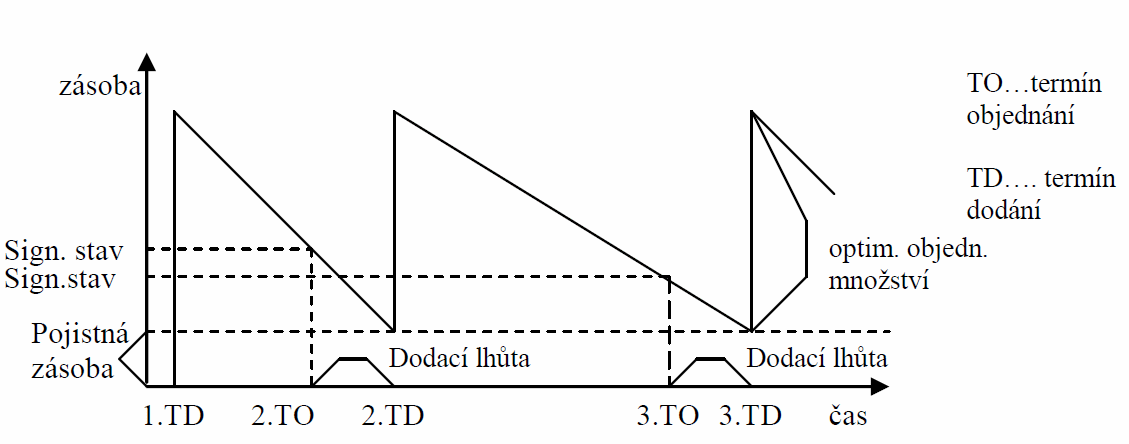 zásoba
TO…termín
objednání
TD…. termín
dodání
Sign. stav
Sign.stav
optim. objedn.
množství
Pojistná
zásoba
Dodací lhůta
Dodací lhůta
1.TD
2.TO
2.TD
3.TO
3.TD
čas